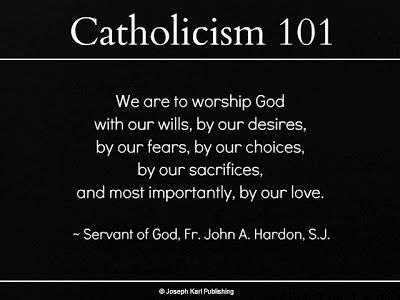 Catholicism 101
We are to worship God
with our wills, by our desires,
by our fears, by our choices,
by our sacrifices,
and most importantly, by our love.
~ Servant of God, Fr. John A. Hardon, S.J.
© Joseph Karl Publishing